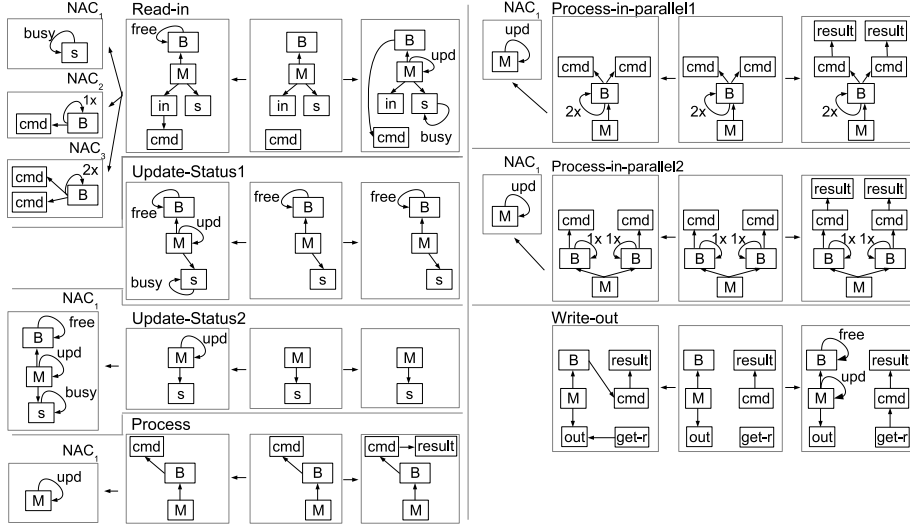 NAC1
busy
s
NAC2
1x
cmd
B
NAC3
2x
cmd
cmd
B
Read-in
free
B
M
in
s
cmd
B
M
in
s
cmd
B
upd
M
in
s
cmd
busy
Update-Status1
free
B
upd
M
s
busy
free
B
M
s
free
B
M
s
NAC1
free
B
upd
M
busy
s
Update-Status2
M
upd
s
M
s
M
s
NAC1
upd
M
Process
cmd
B
M
cmd
B
M
cmd
result
B
M
Process-in-parallel1
NAC1
upd
M
cmd
cmd
B
2x
M
cmd
cmd
B
2x
M
result
result
cmd
cmd
B
2x
M
Process-in-parallel2
NAC1
upd
M
cmd
cmd
1x
1x
B
B
M
cmd
cmd
1x
1x
B
B
M
result
result
cmd
cmd
1x
1x
B
B
M
Write-out
B
result
M
cmd
out
get-r
B
result
M
cmd
out
get-r
free
B
result
upd
M
cmd
out
get-r